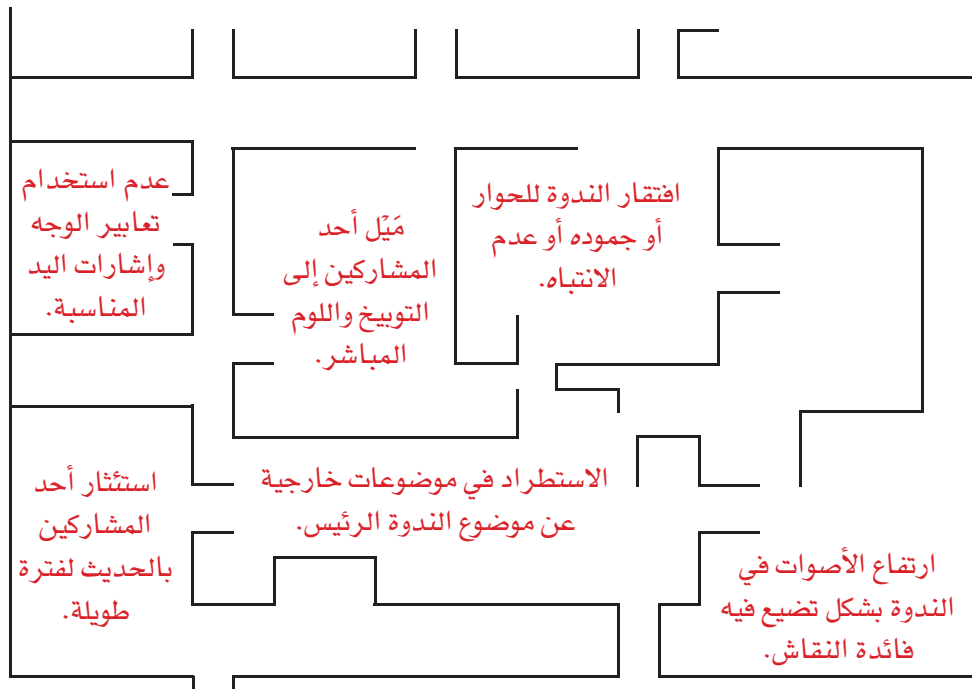 افتقار الندوة للحوار
أو جموده أو عدم
الانتباه.
مَيْل أحد
المشاركين إلى
التوبيخ واللوم
المباشر.
عدم استخدام
تعابير الوجه
وإشارات اليد
المناسبة.
الاستطراد في موضوعات خارجية
عن موضوع الندوة الرئيس.
استئثار أحد
المشاركين
بالحديث لفترة
طويلة.
ارتفاع الأصوات في
الندوة بشكل تضيع فيه
فائدة النقاش.